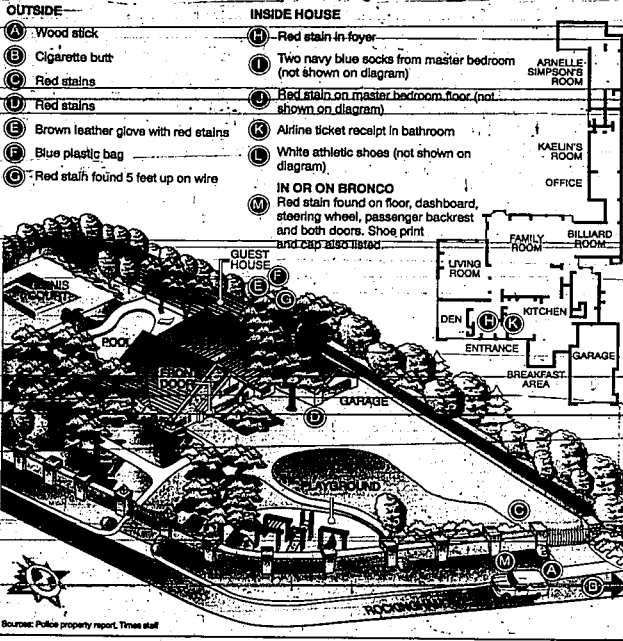 OUTSIDE
A Wood stick
B Cigarette butt
C Red stains
D Red stains
E Brown leather glove with red stains
F Blue plastic bag
G Red stain found 5 feet up on wire
INSIDE HOUSE
H Red stain in foyer
I Two navy blue socks from master bedroom
(not shown on diagram)
J Red stain on master bedroom floor (not
shown on diagram)
K Airline ticket receipt in bathroom
L White athletic shoes (not shown on
diagram)
IN OR ON BRONCO
M Red stain found on floor, dashboard,
steering wheel, passenger backrest
and both doors. Shoe print
and cap also listed.
ARNELLE
SIMPSON'S
ROOM
KAELIN'S
ROOM
OFFICE
FAMILY
ROOM
BILLIARD
ROOM
LIVING
ROOM
KITCHEN
DEN
H K
ENTRANCE
BREAKFAST
AREA
GARAGE
GUEST
HOUSE
F
E
G
TENNIS
COURT
POOL
FRONT
DOOR
GARAGE
D
PLAYGROUND
C
M
A
B
Sources: Police property report, Times staff